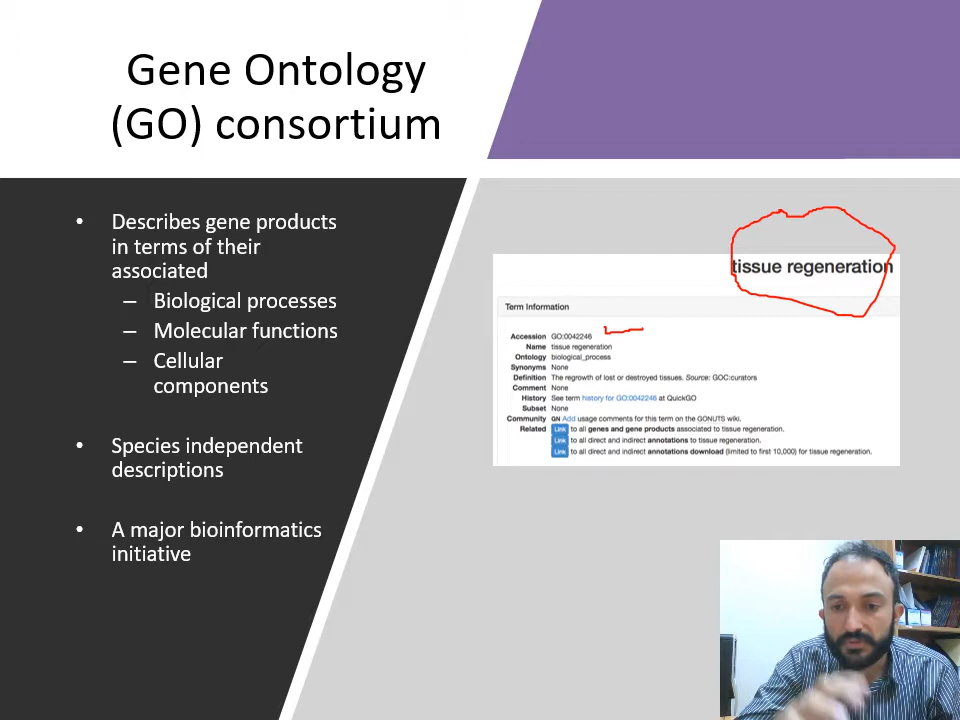 Gene Ontology
(GO) consortium
• Describes gene products
in terms of their
associated
– Biological processes
– Molecular functions
– Cellular
components
• Species independent
descriptions
• A major bioinformatics
initiative
tissue regeneration
Term Information
Accession GO:0042246
Name tissue regeneration
Ontology biological_process
Synonyms None
Definition The regrowth of lost or destroyed tissues. Source: GOC:curators
Comment None
History See term history for GO:0042246 at QuickGO
Subset None
Community GN Add usage comments for this term on the GONUTS wiki.
Related Link to all genes and gene products associated to tissue regeneration.
Link to all direct and indirect annotations to tissue regeneration.
Link to all direct and indirect annotations download (limited to first 10,000) for tissue regeneration.